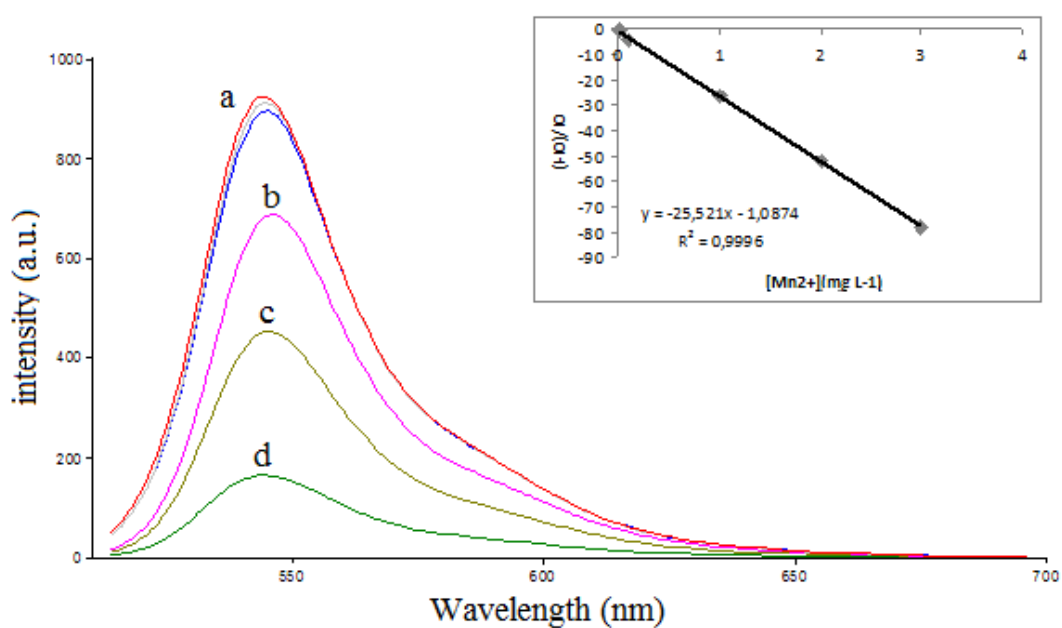 intensity (a.u.)
1000
800
600
400
200
0
a
b
c
d
550
600
650
700
Wavelength (nm)
(I-I0)/I0
0
-10
-20
-30
-40
-50
-60
-70
-80
-90
0
1
2
3
4
y = -25,521x - 1,0874
R² = 0,9996
[Mn2+](mg L-1)